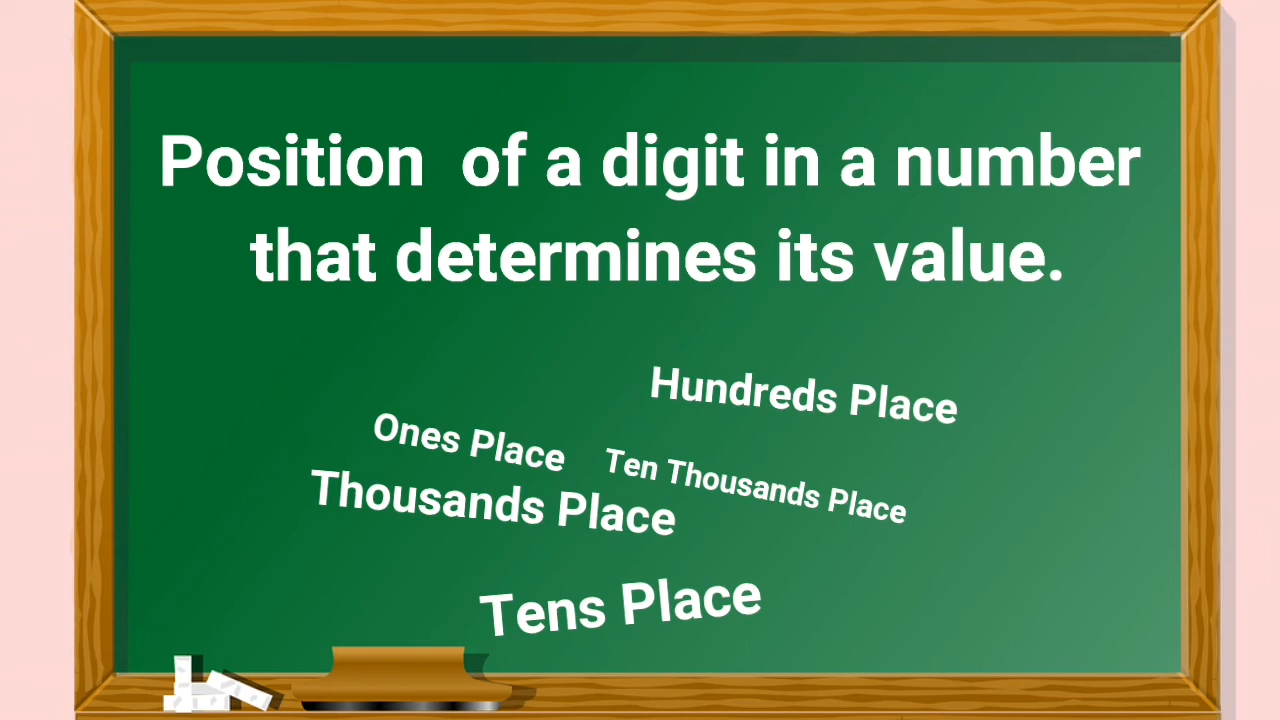 Position of a digit in a number
that determines its value.
Hundreds Place
Ones Place
Ten Thousands Place
Thousands Place
Tens Place